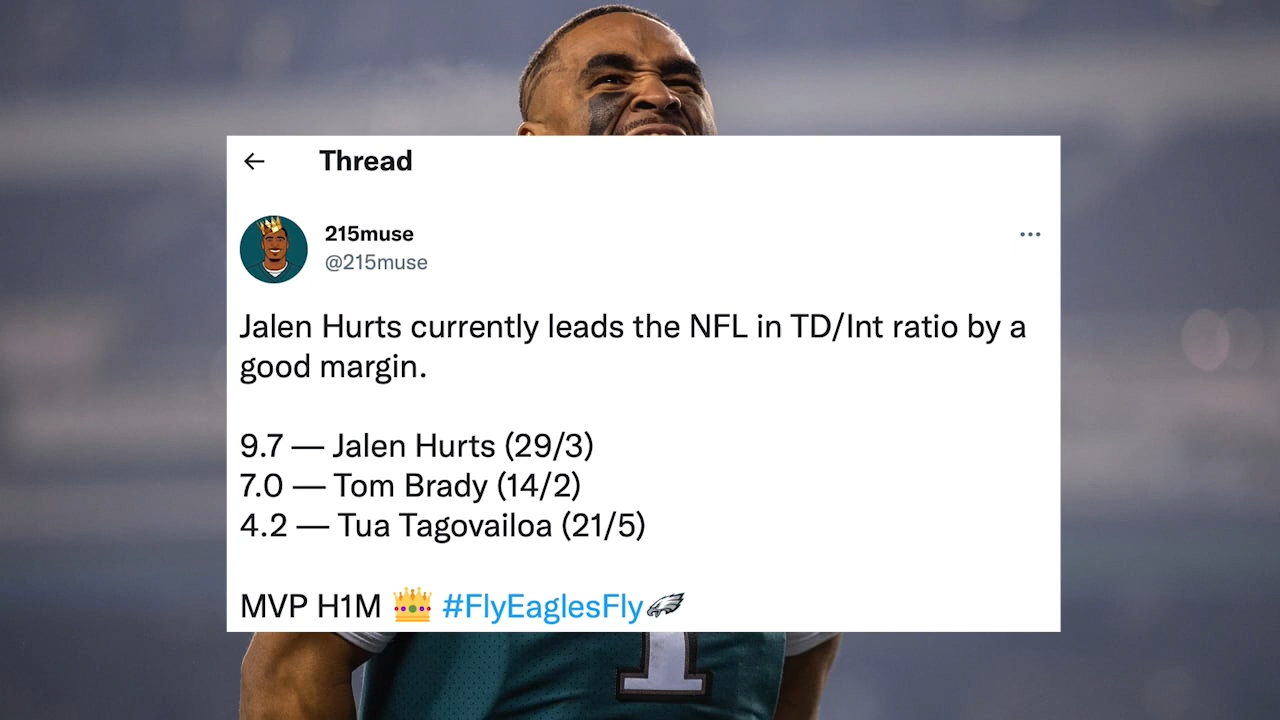 ← Thread
215muse
@215muse
Jalen Hurts currently leads the NFL in TD/Int ratio by a
good margin.
9.7 — Jalen Hurts (29/3)
7.0 — Tom Brady (14/2)
4.2 — Tua Tagovailoa (21/5)
MVP H1M 👑 #FlyEaglesFly
1